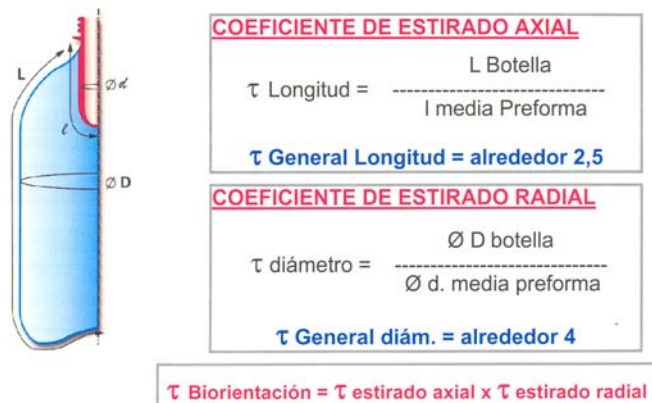 L
Ø d
l
Ø D
COEFICIENTE DE ESTIRADO AXIAL
L Botella
τ Longitud = --------------------------------
l media Preforma
τ General Longitud = alrededor 2,5
COEFICIENTE DE ESTIRADO RADIAL
Ø D botella
τ diámetro = --------------------------------
Ø d. media preforma
τ General diám. = alrededor 4
τ Biorientación = τ estirado axial x τ estirado radial